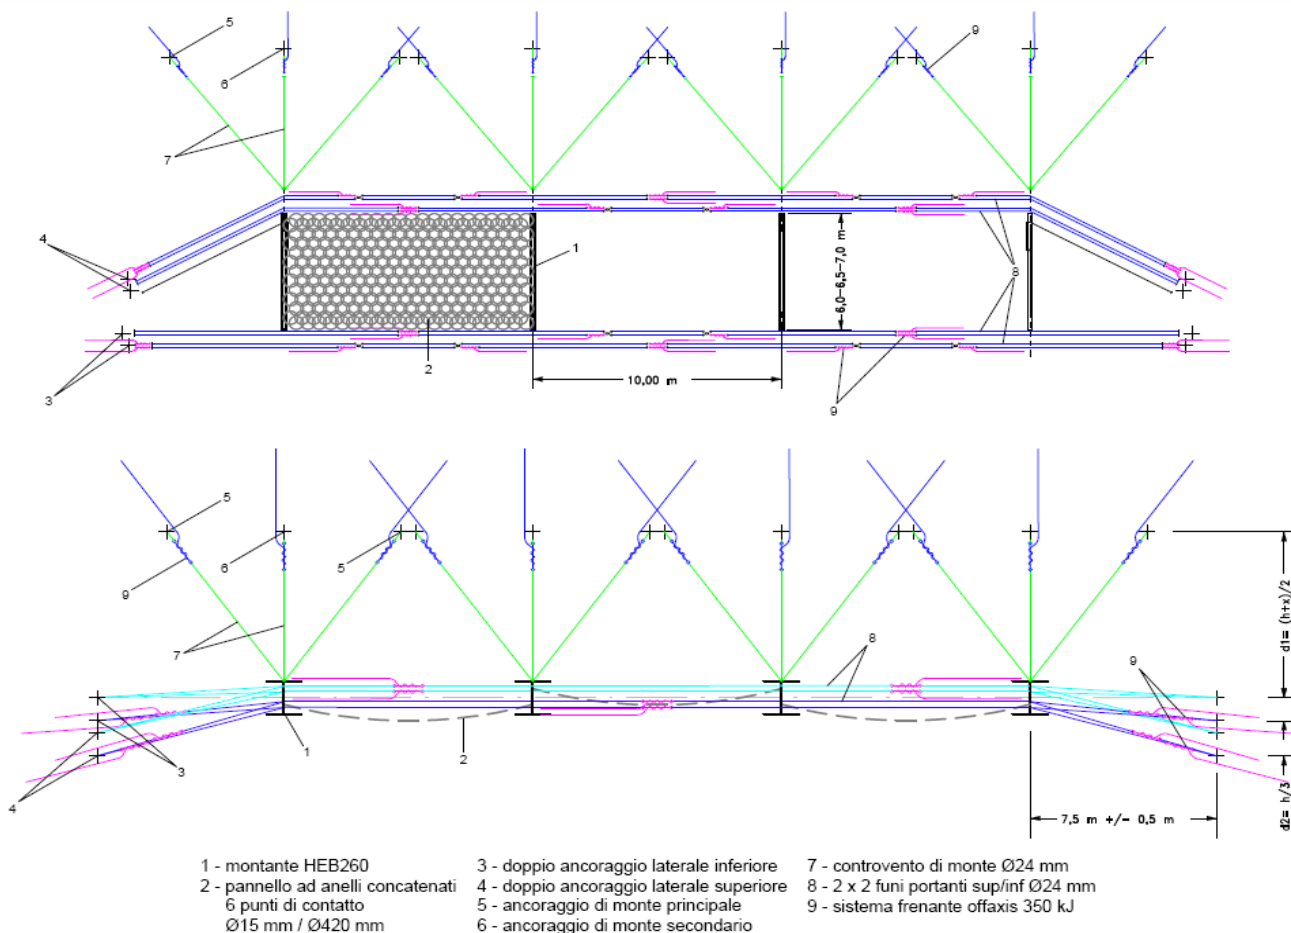 5
6
9
7
4
1
6,0-6,5-7,0 m
8
3
2
10,00 m
9
5
6
5
9
7
8
9
d1= (h+x)/2
1
2
3
4
7,5 m +/- 0,5 m
d2= h/3
1 - montante HEB260
2 - pannello ad anelli concatenati
6 punti di contatto
Ø15 mm / Ø420 mm
3 - doppio ancoraggio laterale inferiore
4 - doppio ancoraggio laterale superiore
5 - ancoraggio di monte principale
6 - ancoraggio di monte secondario
7 - controvento di monte Ø24 mm
8 - 2 x 2 funi portanti sup/inf Ø24 mm
9 - sistema frenante offaxis 350 kJ